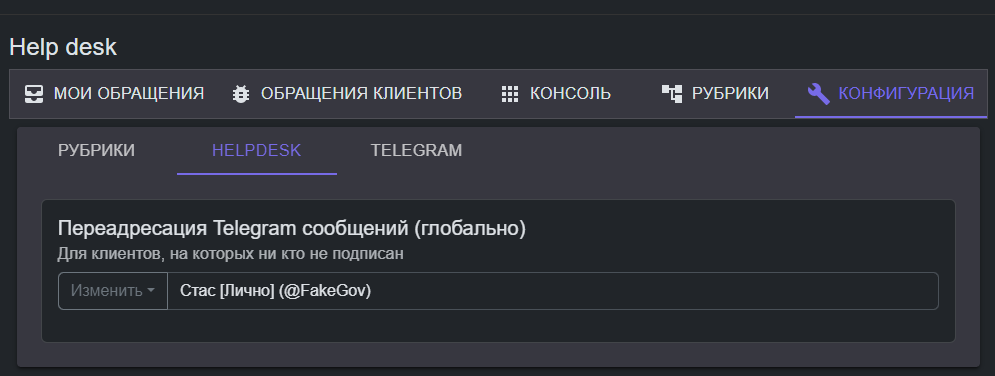 Help desk
МОИ ОБРАЩЕНИЯ ОБРАЩЕНИЯ КЛИЕНТОВ КОНСОЛЬ РУБРИКИ КОНФИГУРАЦИЯ
РУБРИКИ HELPDESK TELEGRAM
Переадресация Telegram сообщений (глобально)
Для клиентов, на которых ни кто не подписан
Изменить Стас [Лично] (@FakeGov)